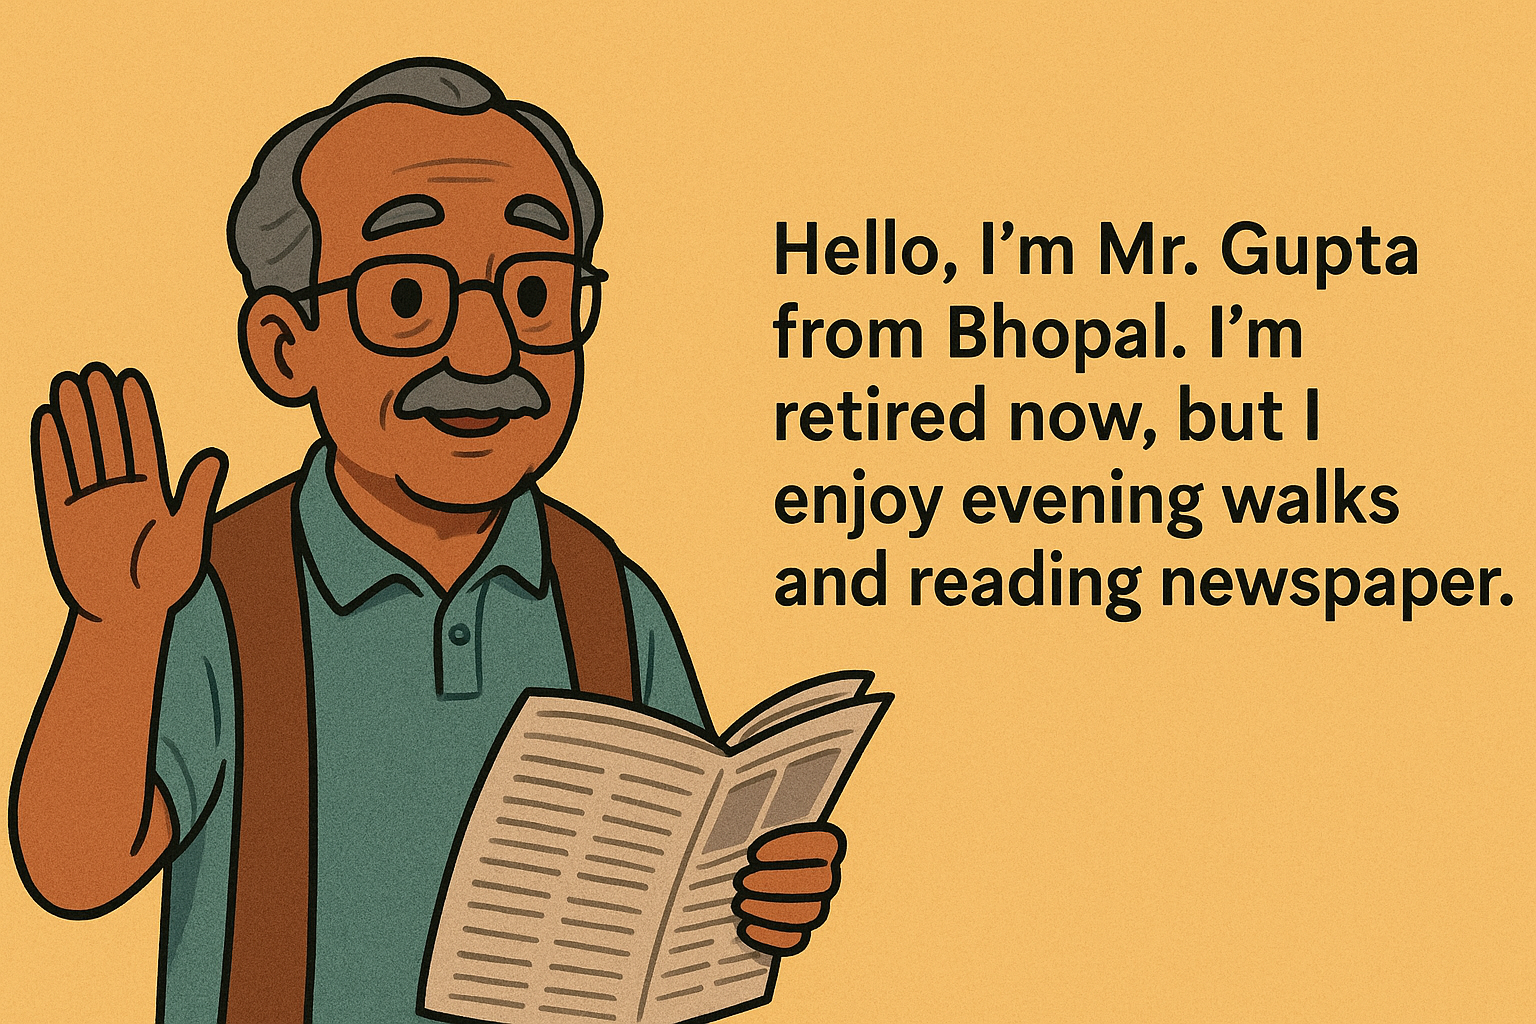 Hello, I’m Mr. Gupta
from Bhopal. I’m
retired now, but I
enjoy evening walks
and reading newspaper.